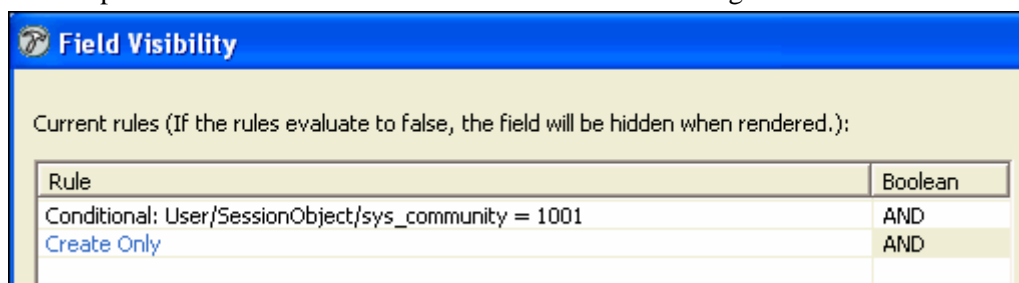 Field Visibility
Current rules (If the rules evaluate to false, the field will be hidden when rendered.):
Rule Boolean
Conditional: User/SessionObject/sys_community = 1001 AND
Create Only AND